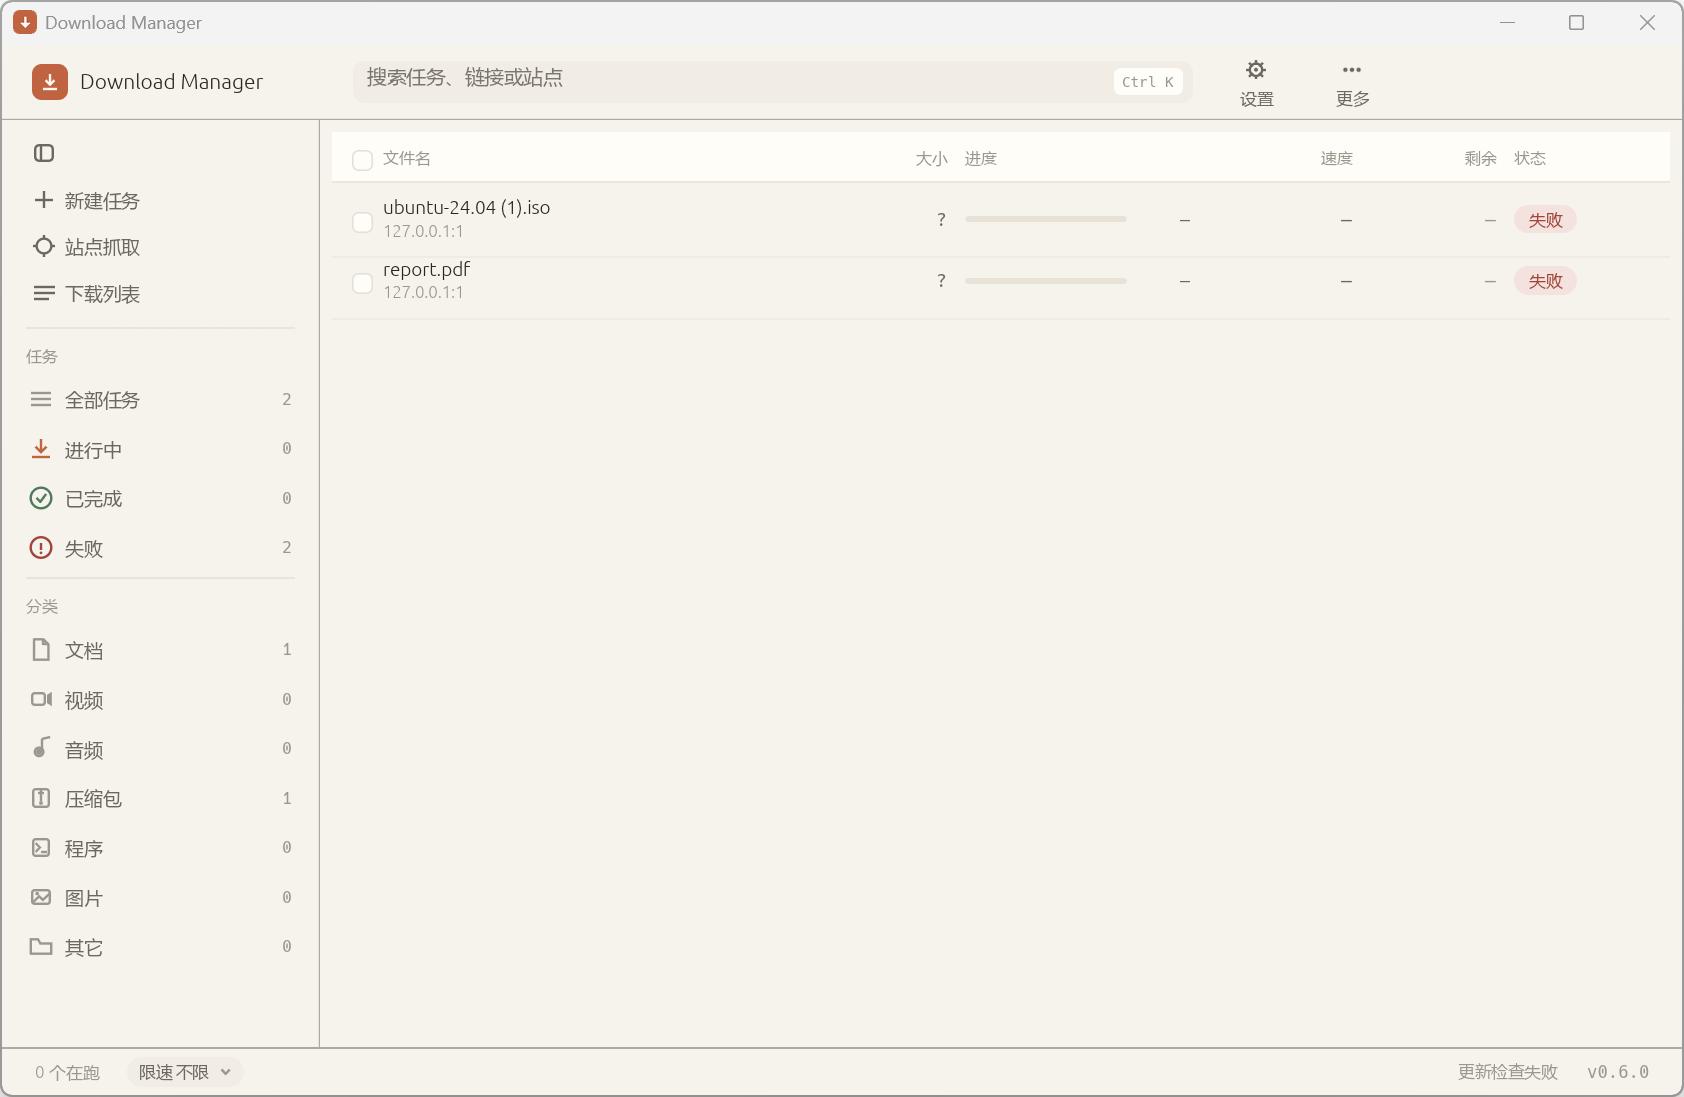 Download Manager
Download Manager
搜索任务、链接或站点
Ctrl K
设置
更多
新建任务
站点抓取
下载列表
任务
全部任务 2
进行中 0
已完成 0
失败 2
分类
文档 1
视频 0
音频 0
压缩包 1
程序 0
图片 0
其它 0
文件名 大小 进度 速度 剩余 状态
ubuntu-24.04 (1).iso
127.0.0.1:1
? — — — 失败
report.pdf
127.0.0.1:1
? — — — 失败
0 个在跑
限速 不限
更新检查失败
v0.6.0